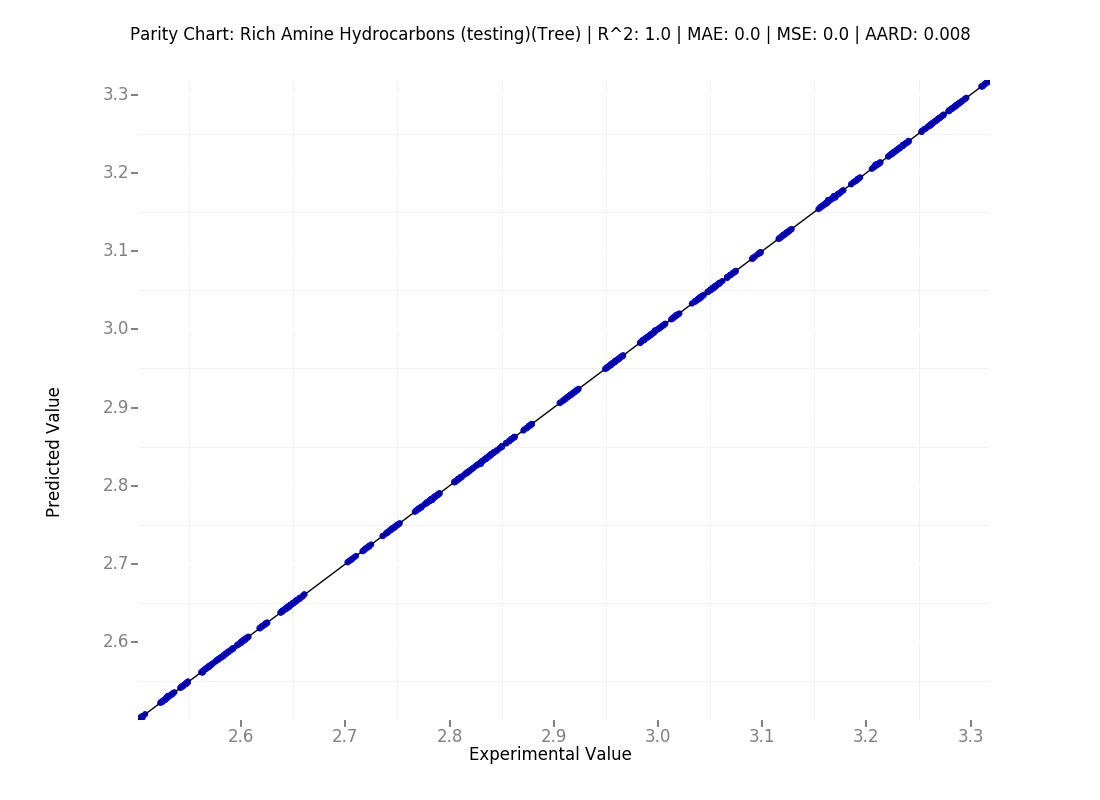 Parity Chart: Rich Amine Hydrocarbons (testing)(Tree) | R^2: 1.0 | MAE: 0.0 | MSE: 0.0 | AARD: 0.008
3.3
3.2
3.1
3.0
2.9
2.8
2.7
2.6
Predicted Value
2.6 2.7 2.8 2.9 3.0 3.1 3.2 3.3
Experimental Value